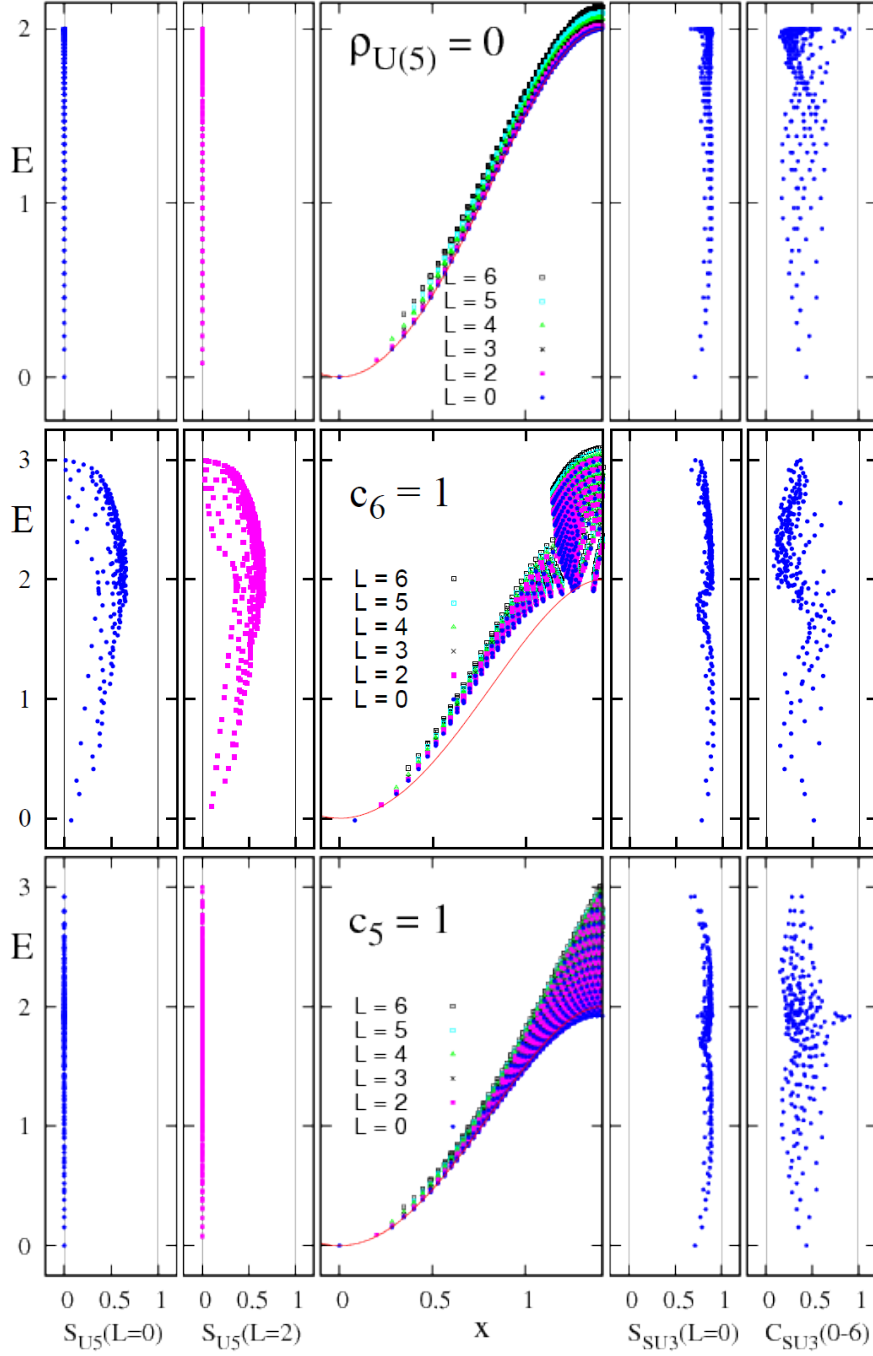 2
ρU(5) = 0
E
1
L = 6
L = 5
L = 4
L = 3
L = 2
L = 0
0
3
E
c6 = 1
2
L = 6
L = 5
L = 4
L = 3
L = 2
L = 0
1
0
3
E
c5 = 1
2
L = 6
L = 5
L = 4
L = 3
L = 2
L = 0
1
0
0 0.5 1 0 0.5 1 0.5 1 0 0.5 1 0 0.5 1
SU5(L=0) SU5(L=2) x SSU3(L=0) CSU3(0-6)